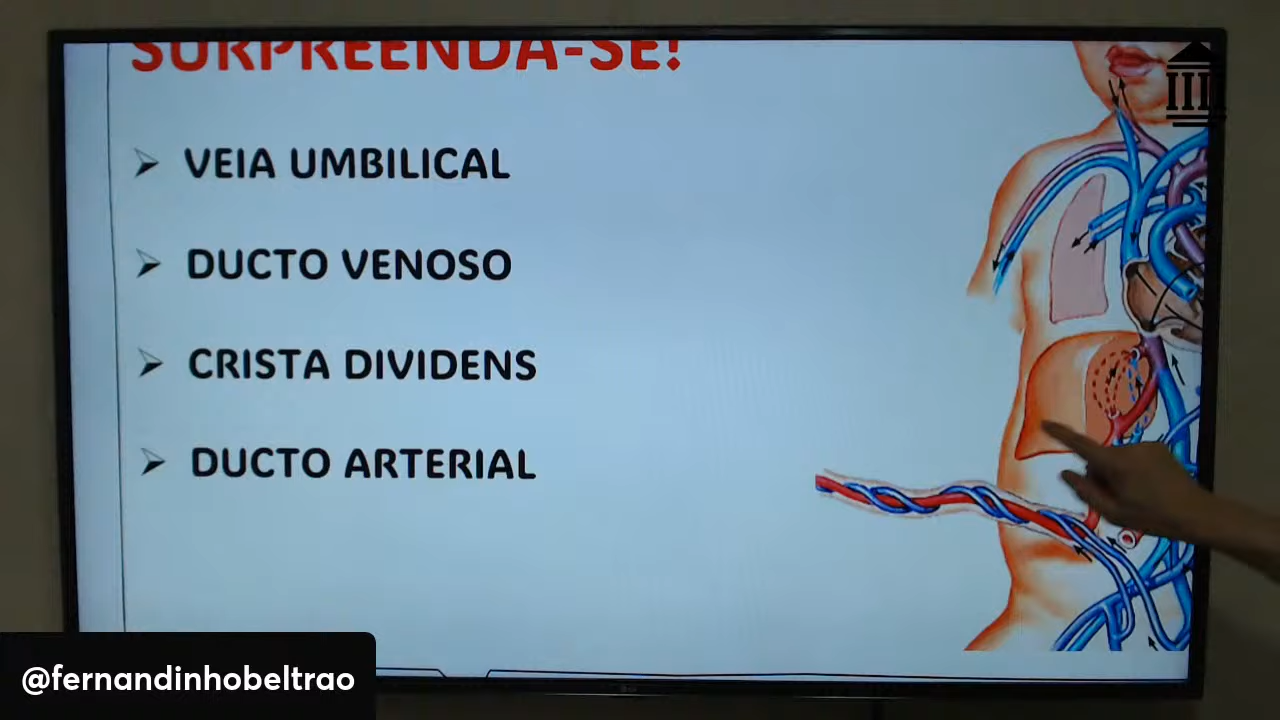 SURPREENDA-SE!
VEIA UMBILICAL
DUCTO VENOSO
CRISTA DIVIDENS
DUCTO ARTERIAL
@fernandinhobeltrao